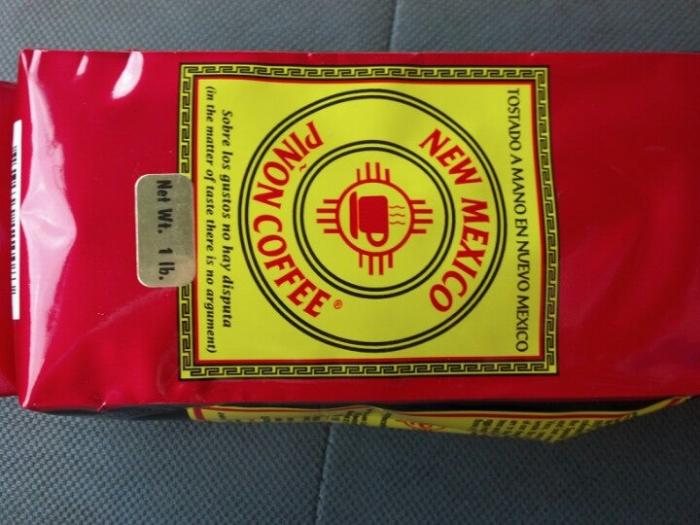 TOSTADO A MANO EN NUEVO MEXICO
NEW MEXICO
PIÑON COFFEE®
Sobre los gustos no hay disputa
(in the matter of taste there is no argument)
Net Wt. 1 lb.